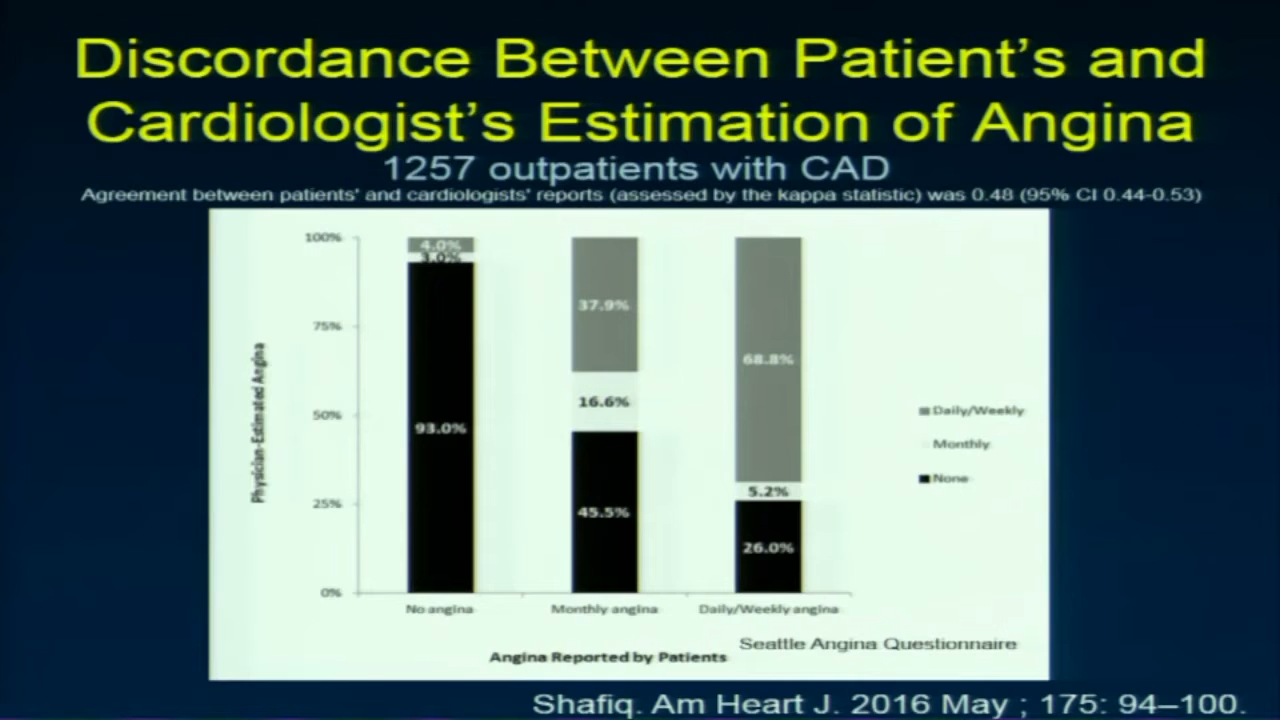 Discordance Between Patient's and
Cardiologist's Estimation of Angina
1257 outpatients with CAD
Agreement between patients' and cardiologists' reports (assessed by the kappa statistic) was 0.48 (95% CI 0.44-0.53)
Physician-Estimated Angina
100%
75%
50%
25%
0%
4.0%
3.0%
93.0%
37.9%
16.6%
45.5%
68.8%
5.2%
26.0%
Daily/Weekly
Monthly
None
No angina
Monthly angina
Daily/Weekly angina
Seattle Angina Questionnaire
Angina Reported by Patients
Shafiq. Am Heart J. 2016 May ; 175: 94–100.